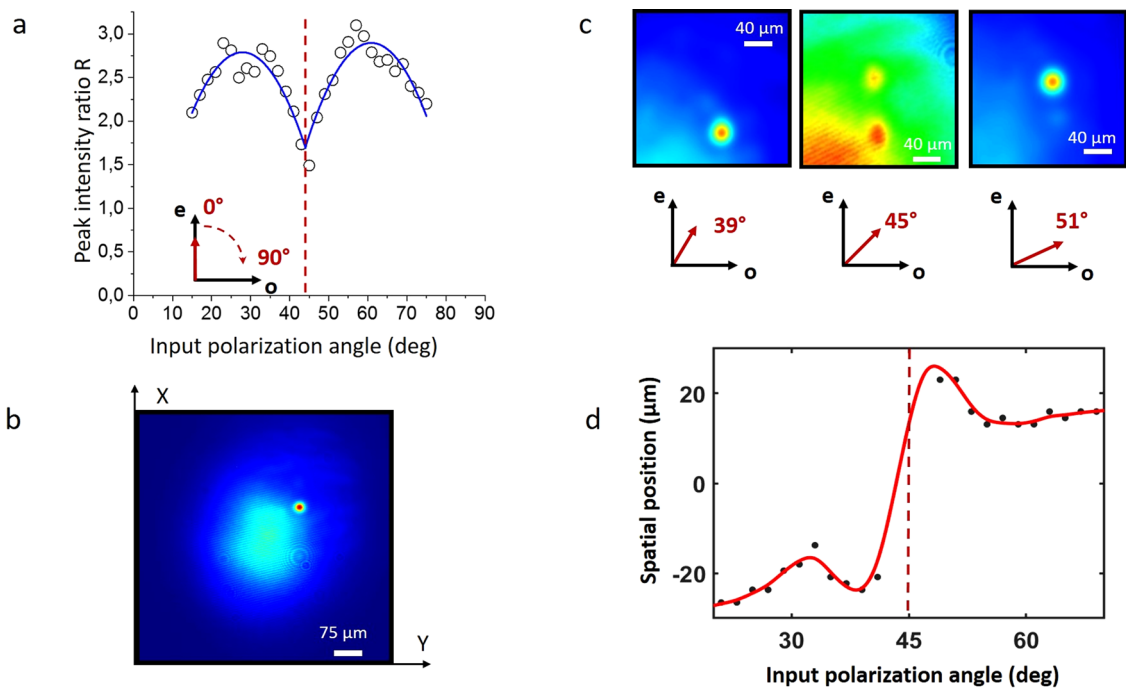 a
Peak intensity ratio R
3,0
2,5
2,0
1,5
1,0
0,5
0,0
e
0°
90°
o
0 10 20 30 40 50 60 70 80 90
Input polarization angle (deg)
b
X
75 µm
Y
c
40 µm
40 µm
40 µm
e
39°
o
e
45°
o
e
51°
o
d
Spatial position (µm)
20
0
-20
30 45 60
Input polarization angle (deg)